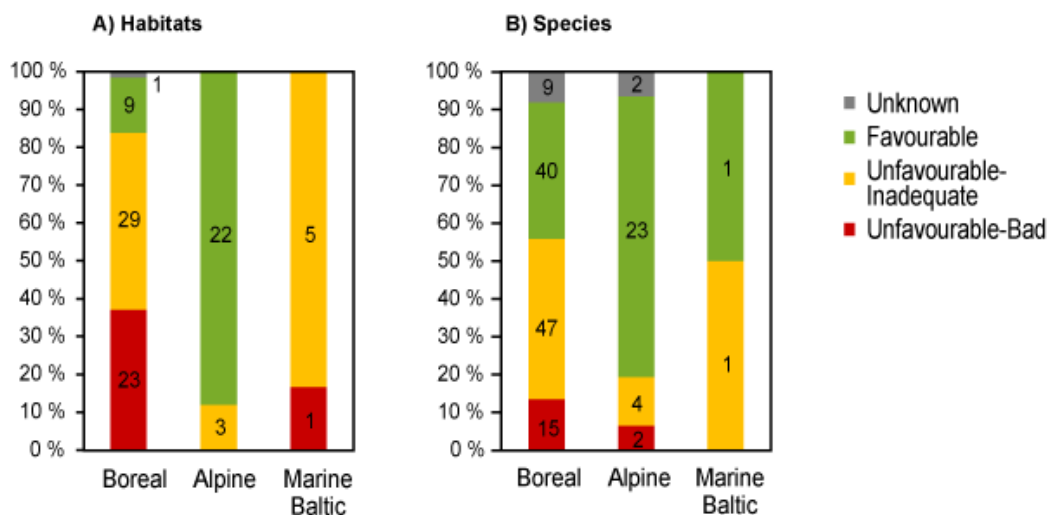 A) Habitats
100 %
90 %
80 %
70 %
60 %
50 %
40 %
30 %
20 %
10 %
0 %
1
9
29
23
22
3
5
1
Boreal
Alpine
Marine
Baltic
B) Species
100 %
90 %
80 %
70 %
60 %
50 %
40 %
30 %
20 %
10 %
0 %
9
40
47
15
2
23
4
2
1
1
Boreal
Alpine
Marine
Baltic
Unknown
Favourable
Unfavourable-
Inadequate
Unfavourable-Bad